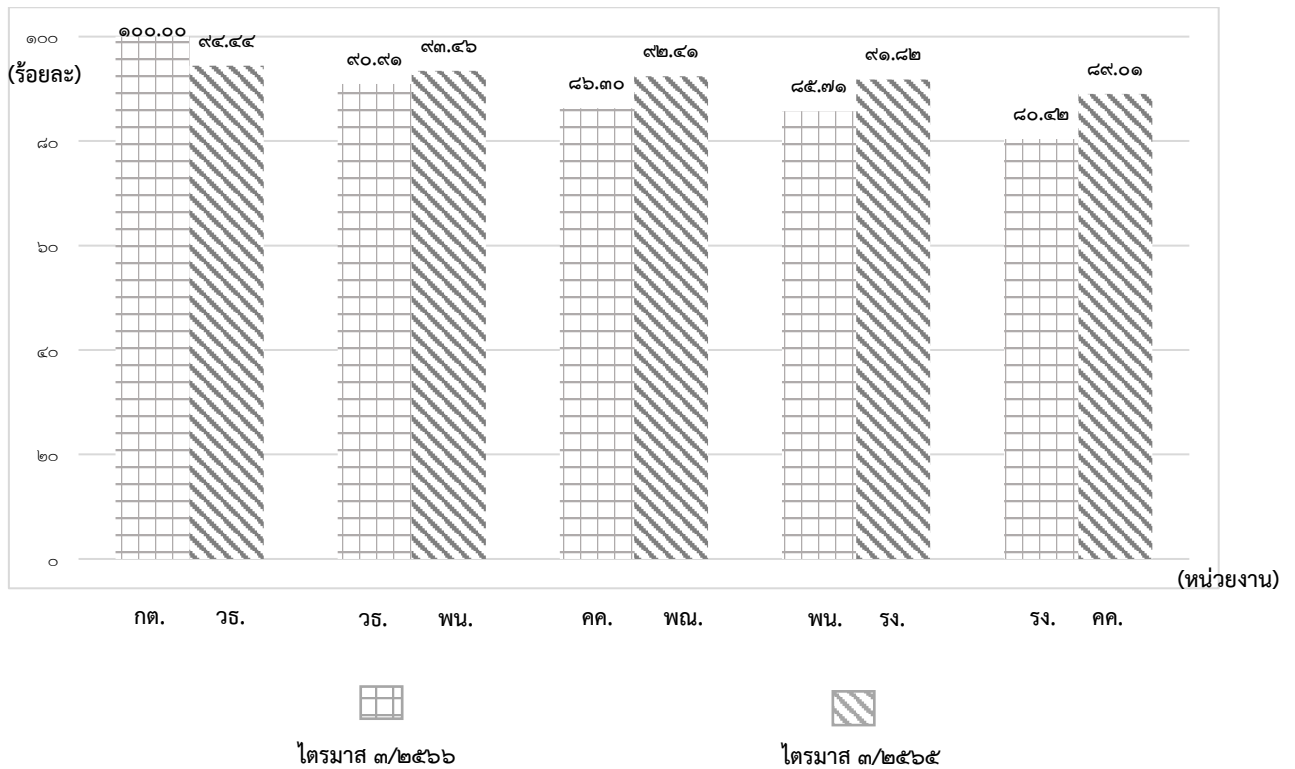 ๑๐๐
(ร้อยละ)
๘๐
๖๐
๔๐
๒๐
๐
๑๐๐.๐๐ ๙๔.๔๔ ๙๐.๙๑ ๙๓.๔๖ ๘๖.๓๐ ๙๒.๔๑ ๘๕.๗๑ ๙๑.๘๒ ๘๐.๔๒ ๘๙.๐๑
(หน่วยงาน)
กต. วธ. วธ. พน. คค. พณ. พน. รง. รง. คค.
ไตรมาส ๓/๒๕๖๖ ไตรมาส ๓/๒๕๖๕